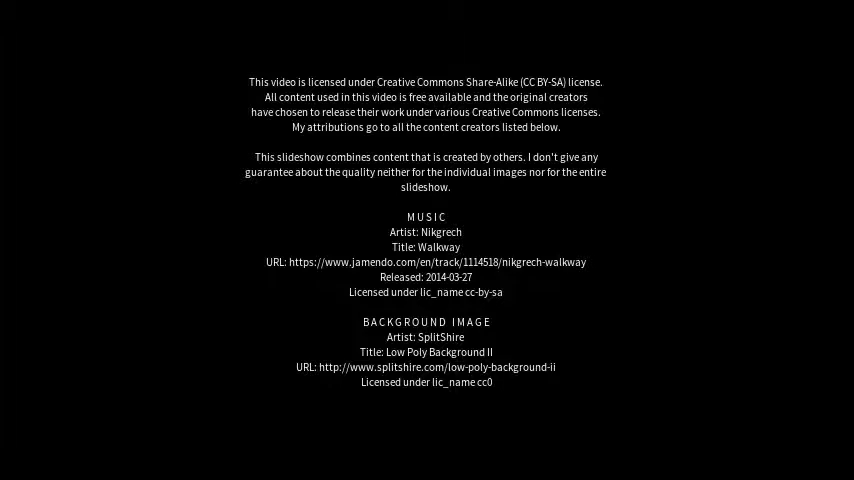 This video is licensed under Creative Commons Share-Alike (CC BY-SA) license.
All content used in this video is free available and the original creators
have chosen to release their work under various Creative Commons licenses.
My attributions go to all the content creators listed below.
This slideshow combines content that is created by others. I don't give any
guarantee about the quality neither for the individual images nor for the entire
slideshow.
MUSIC
Artist: Nikgrech
Title: Walkway
URL: https://www.jamendo.com/en/track/1114518/nikgrech-walkway
Released: 2014-03-27
Licensed under lic_name cc-by-sa
BACKGROUND IMAGE
Artist: SplitShire
Title: Low Poly Background II
URL: http://www.splitshire.com/low-poly-background-ii
Licensed under lic_name cc0